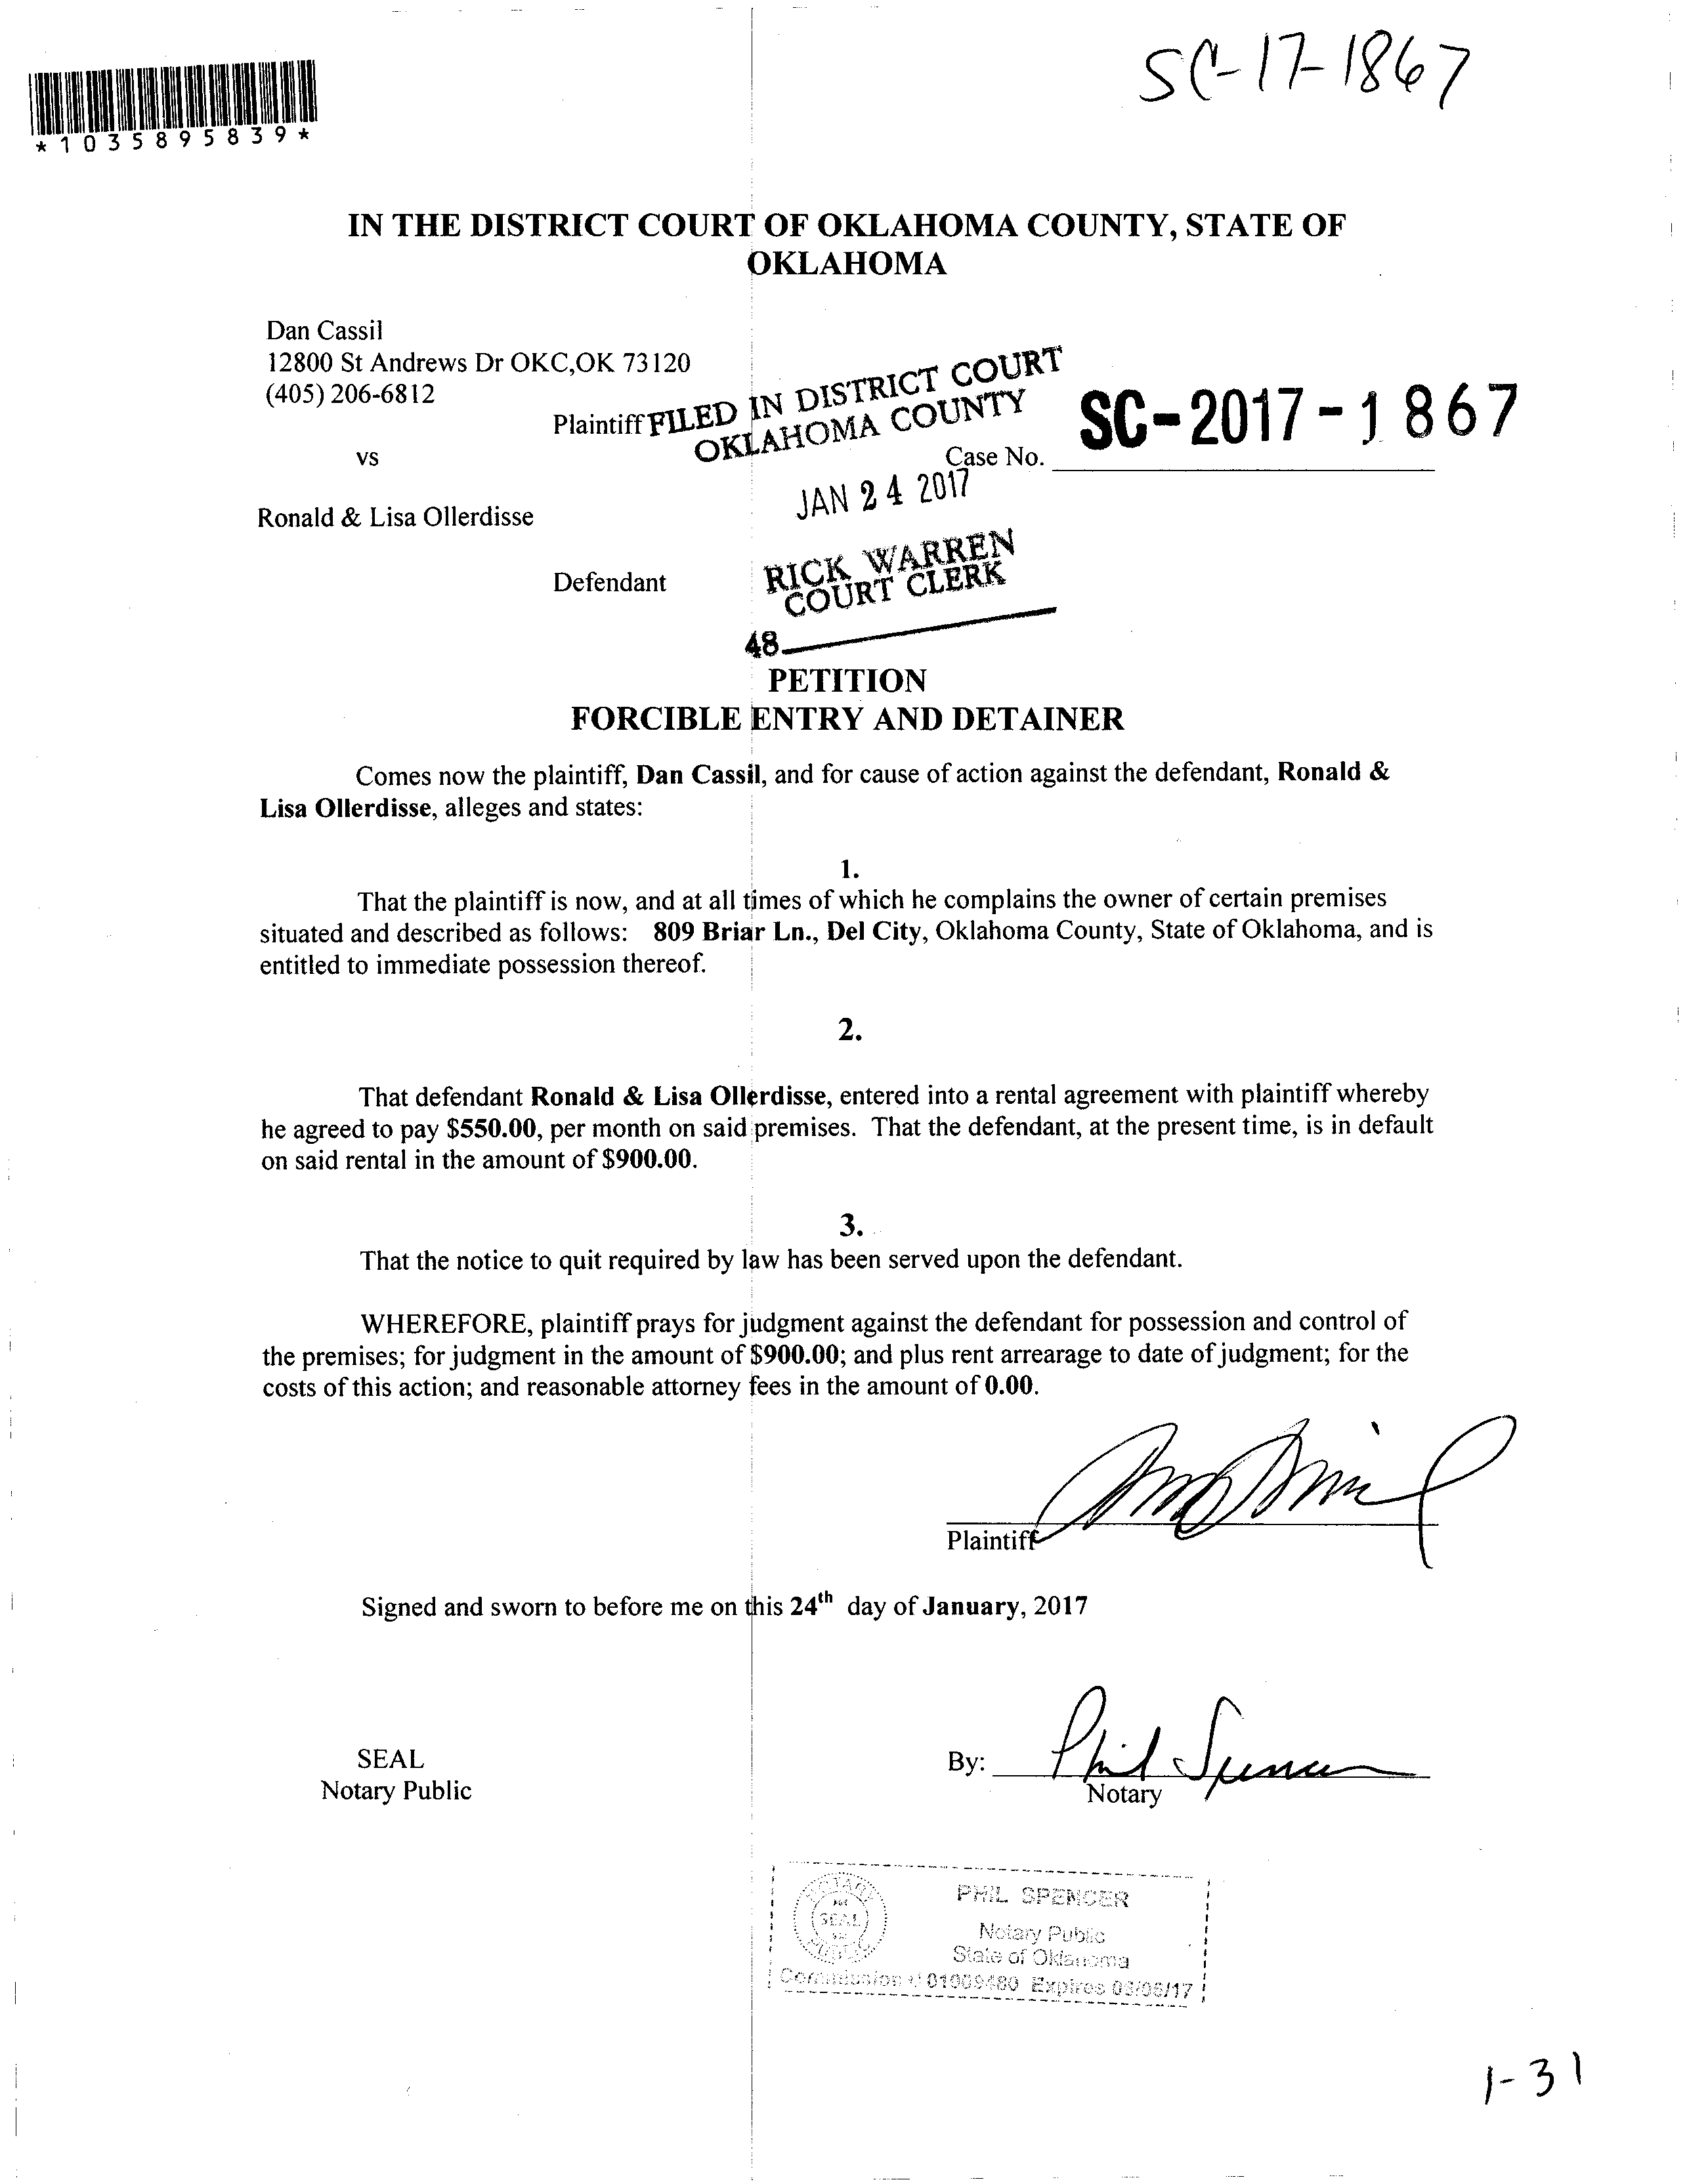 SC-17-1867
*1035895839*
IN THE DISTRICT COURT OF OKLAHOMA COUNTY, STATE OF
OKLAHOMA
Dan Cassil
12800 St Andrews Dr OKC,OK 73120
(405) 206-6812
Plaintiff
FILED IN DISTRICT COURT
OKLAHOMA COUNTY
SC-2017-1867
vs
Case No.
JAN 24 2017
Ronald & Lisa Ollerdisse
RICK WARREN
COURT CLERK
Defendant
48
PETITION
FORCIBLE ENTRY AND DETAINER
Comes now the plaintiff, Dan Cassil, and for cause of action against the defendant, Ronald &
Lisa Ollerdisse, alleges and states:
1.
That the plaintiff is now, and at all times of which he complains the owner of certain premises
situated and described as follows: 809 Briar Ln., Del City, Oklahoma County, State of Oklahoma, and is
entitled to immediate possession thereof.
2.
That defendant Ronald & Lisa Ollerdisse, entered into a rental agreement with plaintiff whereby
he agreed to pay $550.00, per month on said premises. That the defendant, at the present time, is in default
on said rental in the amount of $900.00.
3.
That the notice to quit required by law has been served upon the defendant.
WHEREFORE, plaintiff prays for judgment against the defendant for possession and control of
the premises; for judgment in the amount of $900.00; and plus rent arrearage to date of judgment; for the
costs of this action; and reasonable attorney fees in the amount of 0.00.
Plaintiff
Signed and sworn to before me on this 24th day of January, 2017
SEAL
Notary Public
By: Phil Spencer
Notary
NOTARY
SEAL
PUBLIC
PHIL SPENCER
Notary Public
State of Oklahoma
Commission # 01009480 Expires
1-31